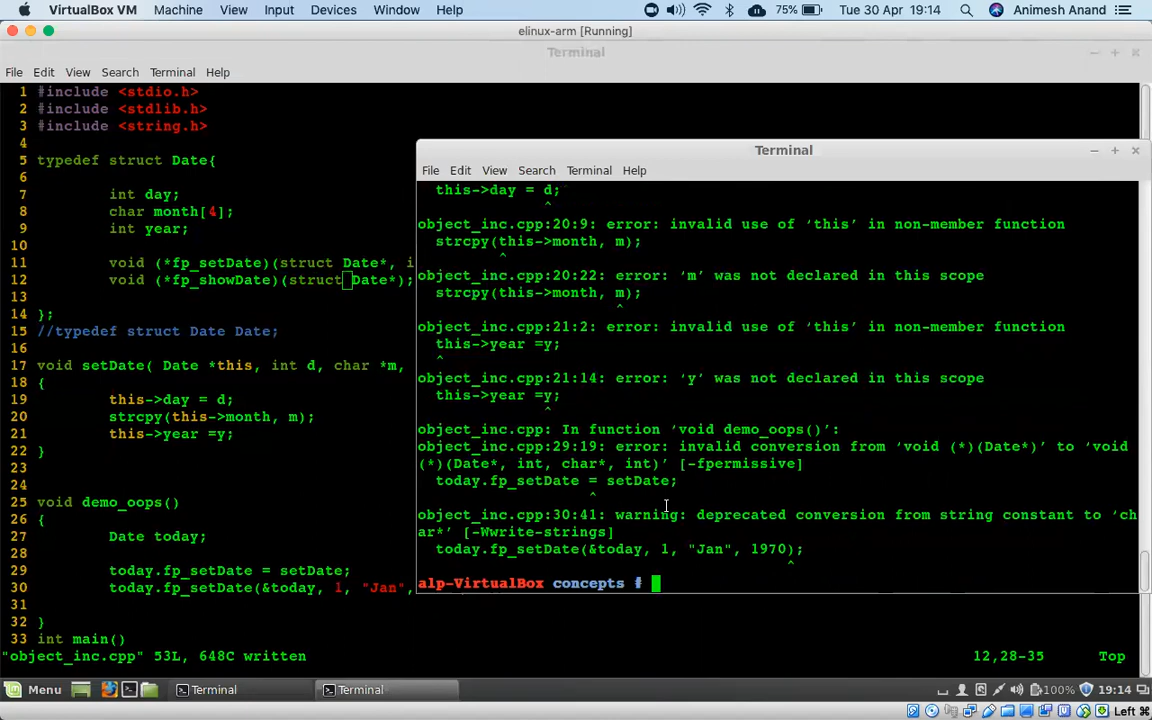 VirtualBox VM Machine View Input Devices Window Help 75% Tue 30 Apr 19:14 Animesh Anand
elinux-arm [Running]
Terminal
File Edit View Search Terminal Help
1 #include <stdio.h>
2 #include <stdlib.h>
3 #include <string.h>
4
5 typedef struct Date{
6
7 int day;
8 char month[4];
9 int year;
10
11 void (*fp_setDate)(struct Date*, i
12 void (*fp_showDate)(struct Date*);
13
14 };
15 //typedef struct Date Date;
16
17 void setDate( Date *this, int d, char *m,
18 {
19 this->day = d;
20 strcpy(this->month, m);
21 this->year =y;
22 }
23
24
25 void demo_oops()
26 {
27 Date today;
28
29 today.fp_setDate = setDate;
30 today.fp_setDate(&today, 1, "Jan",
31
32 }
33 int main()
"object_inc.cpp" 53L, 648C written 12,28-35 Top
Terminal
File Edit View Search Terminal Help
this->day = d;
^
object_inc.cpp:20:9: error: invalid use of ‘this’ in non-member function
strcpy(this->month, m);
^
object_inc.cpp:20:22: error: ‘m’ was not declared in this scope
strcpy(this->month, m);
^
object_inc.cpp:21:2: error: invalid use of ‘this’ in non-member function
this->year =y;
^
object_inc.cpp:21:14: error: ‘y’ was not declared in this scope
this->year =y;
^
object_inc.cpp: In function ‘void demo_oops()’:
object_inc.cpp:29:19: error: invalid conversion from ‘void (*)(Date*)’ to ‘void
(*)(Date*, int, char*, int)’ [-fpermissive]
today.fp_setDate = setDate;
^
object_inc.cpp:30:41: warning: deprecated conversion from string constant to ‘ch
ar*’ [-Wwrite-strings]
today.fp_setDate(&today, 1, "Jan", 1970);
^
alp-VirtualBox concepts #
Menu Terminal Terminal 100% 19:14
Left ⌘